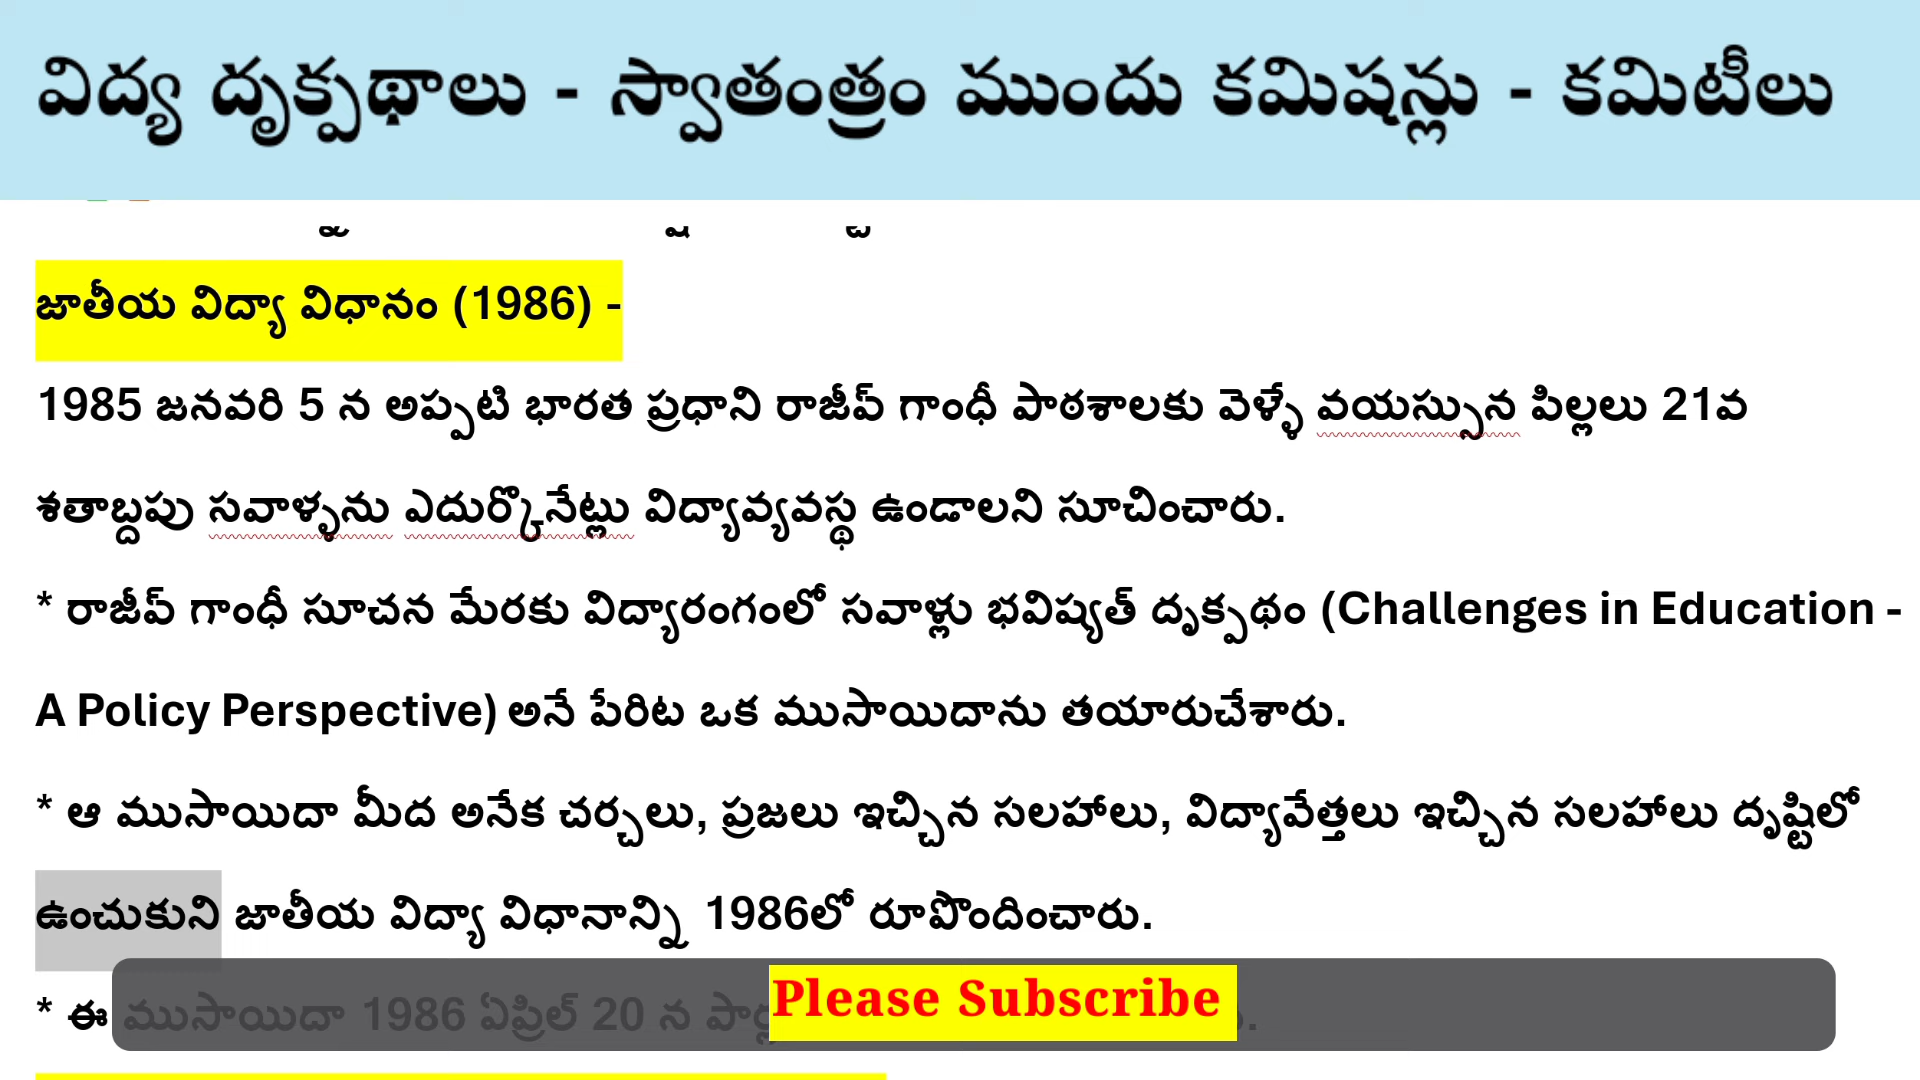 విద్య దృక్పథాలు - స్వాతంత్రం ముందు కమిషన్లు - కమిటీలు
జాతీయ విద్యా విధానం (1986) -
1985 జనవరి 5 న అప్పటి భారత ప్రధాని రాజీవ్ గాంధీ పాఠశాలకు వెళ్ళే వయస్సున పిల్లలు 21వ
శతాబ్దపు సవాళ్ళను ఎదుర్కొనేట్లు విద్యావ్యవస్థ ఉండాలని సూచించారు.
* రాజీవ్ గాంధీ సూచన మేరకు విద్యారంగంలో సవాళ్లు భవిష్యత్ దృక్పథం (Challenges in Education -
A Policy Perspective) అనే పేరిట ఒక ముసాయిదాను తయారుచేశారు.
* ఆ ముసాయిదా మీద అనేక చర్చలు, ప్రజలు ఇచ్చిన సలహాలు, విద్యావేత్తలు ఇచ్చిన సలహాలు దృష్టిలో
ఉంచుకుని జాతీయ విద్యా విధానాన్ని 1986లో రూపొందించారు.
* ఈ ముసాయిదా 1986 ఏప్రిల్ 20 న
Please Subscribe